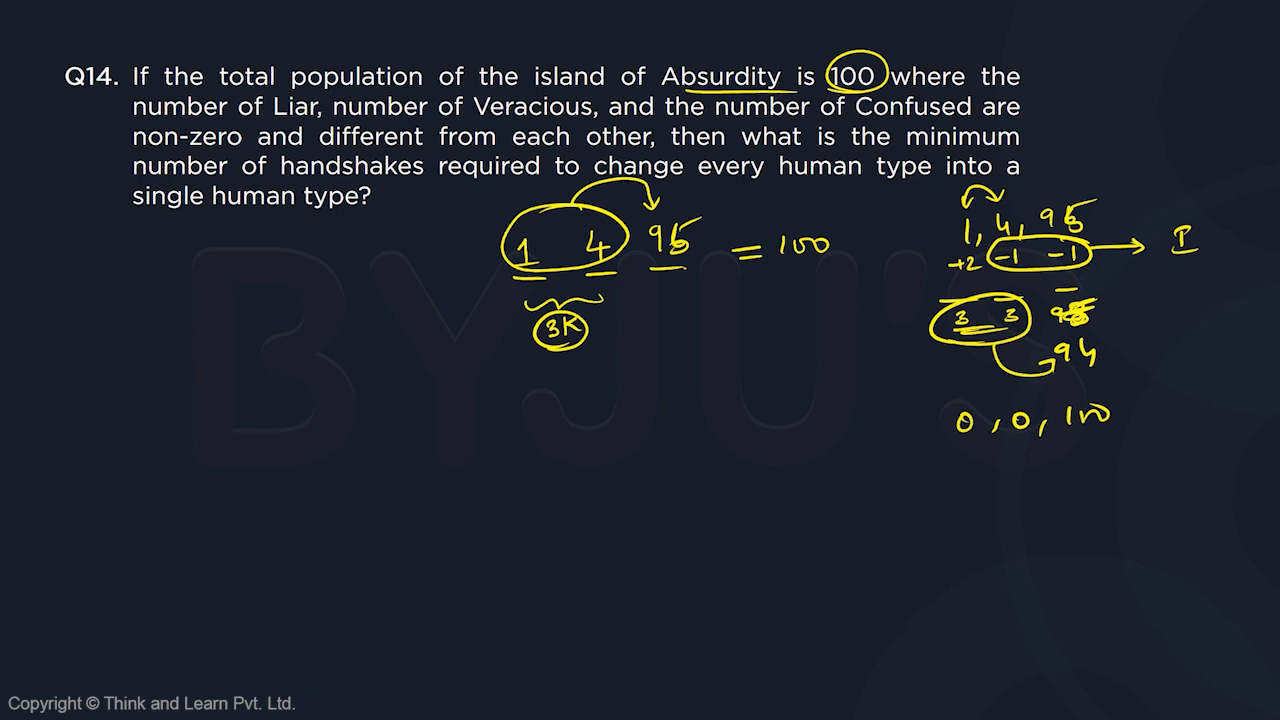 Q14. If the total population of the island of Absurdity is 100 where the
number of Liar, number of Veracious, and the number of Confused are
non-zero and different from each other, then what is the minimum
number of handshakes required to change every human type into a
single human type?
1 4 95 = 100
3K
1, 4, 95
+2 -1 -1 → I
3 3
94
0, 0, 100
BYJU'S
Copyright © Think and Learn Pvt. Ltd.